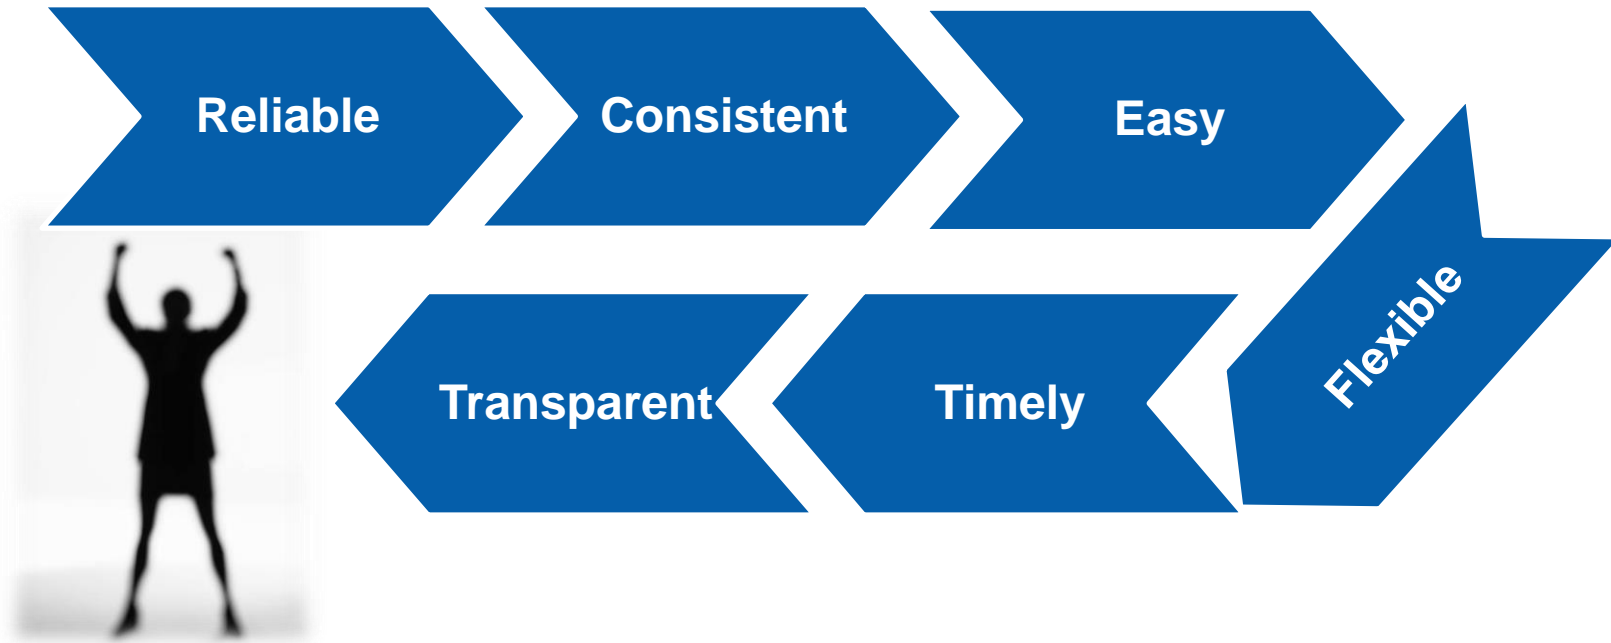 Reliable
Consistent
Easy
Flexible
Timely
Transparent